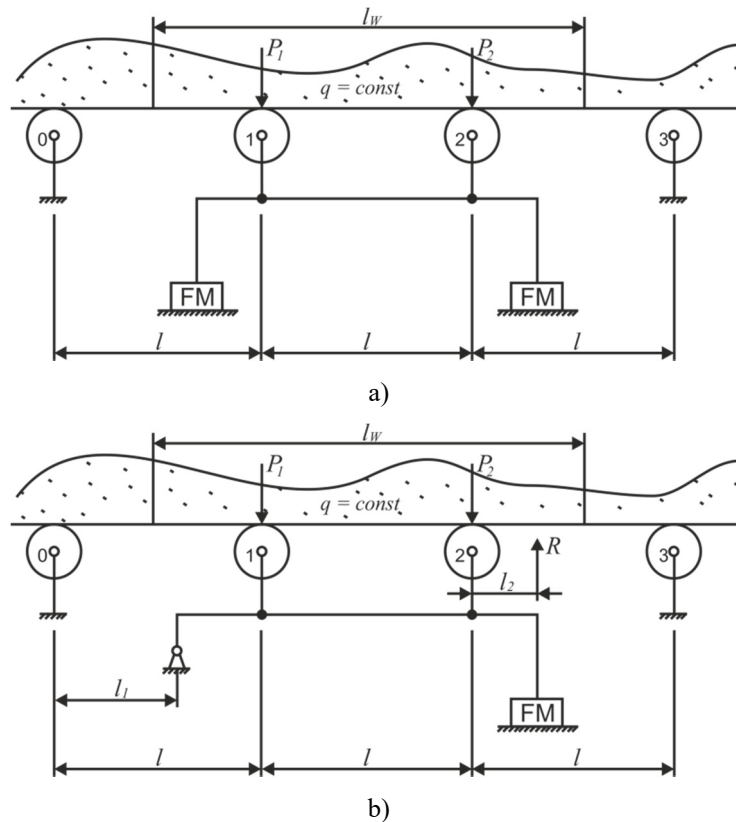 l_W
P_1 P_2
q = const
0 1 2 3
FM FM
l l l
a)
l_W
P_1 P_2
q = const
0 1 2 3
R
l_2
l_1
FM
l l l
b)